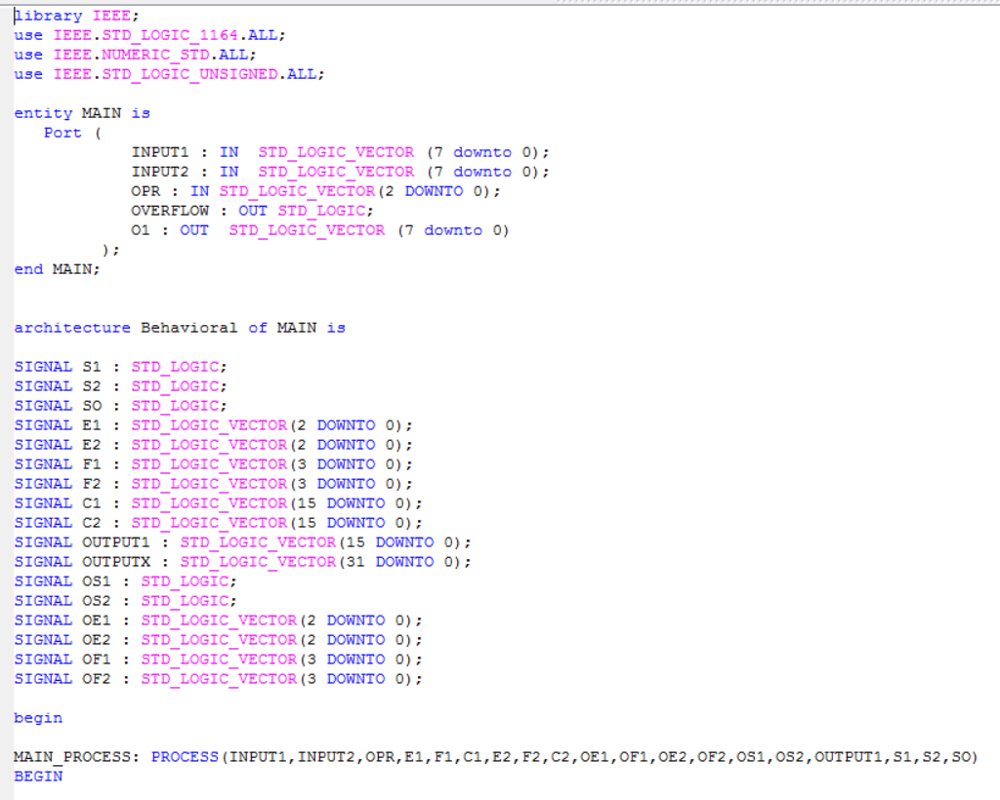 library IEEE;
use IEEE.STD_LOGIC_1164.ALL;
use IEEE.NUMERIC_STD.ALL;
use IEEE.STD_LOGIC_UNSIGNED.ALL;
entity MAIN is
Port (
INPUT1 : IN  STD_LOGIC_VECTOR (7 downto 0);
INPUT2 : IN  STD_LOGIC_VECTOR (7 downto 0);
OPR : IN STD_LOGIC_VECTOR(2 DOWNTO 0);
OVERFLOW : OUT STD_LOGIC;
O1 : OUT  STD_LOGIC_VECTOR (7 downto 0)
);
end MAIN;
architecture Behavioral of MAIN is
SIGNAL S1 : STD_LOGIC;
SIGNAL S2 : STD_LOGIC;
SIGNAL SO : STD_LOGIC;
SIGNAL E1 : STD_LOGIC_VECTOR(2 DOWNTO 0);
SIGNAL E2 : STD_LOGIC_VECTOR(2 DOWNTO 0);
SIGNAL F1 : STD_LOGIC_VECTOR(3 DOWNTO 0);
SIGNAL F2 : STD_LOGIC_VECTOR(3 DOWNTO 0);
SIGNAL C1 : STD_LOGIC_VECTOR(15 DOWNTO 0);
SIGNAL C2 : STD_LOGIC_VECTOR(15 DOWNTO 0);
SIGNAL OUTPUT1 : STD_LOGIC_VECTOR(15 DOWNTO 0);
SIGNAL OUTPUTX : STD_LOGIC_VECTOR(31 DOWNTO 0);
SIGNAL OS1 : STD_LOGIC;
SIGNAL OS2 : STD_LOGIC;
SIGNAL OE1 : STD_LOGIC_VECTOR(2 DOWNTO 0);
SIGNAL OE2 : STD_LOGIC_VECTOR(2 DOWNTO 0);
SIGNAL OF1 : STD_LOGIC_VECTOR(3 DOWNTO 0);
SIGNAL OF2 : STD_LOGIC_VECTOR(3 DOWNTO 0);
begin
MAIN_PROCESS: PROCESS(INPUT1,INPUT2,OPR,E1,F1,C1,E2,F2,C2,OE1,OF1,OE2,OF2,OS1,OS2,OUTPUT1,S1,S2,SO)
BEGIN